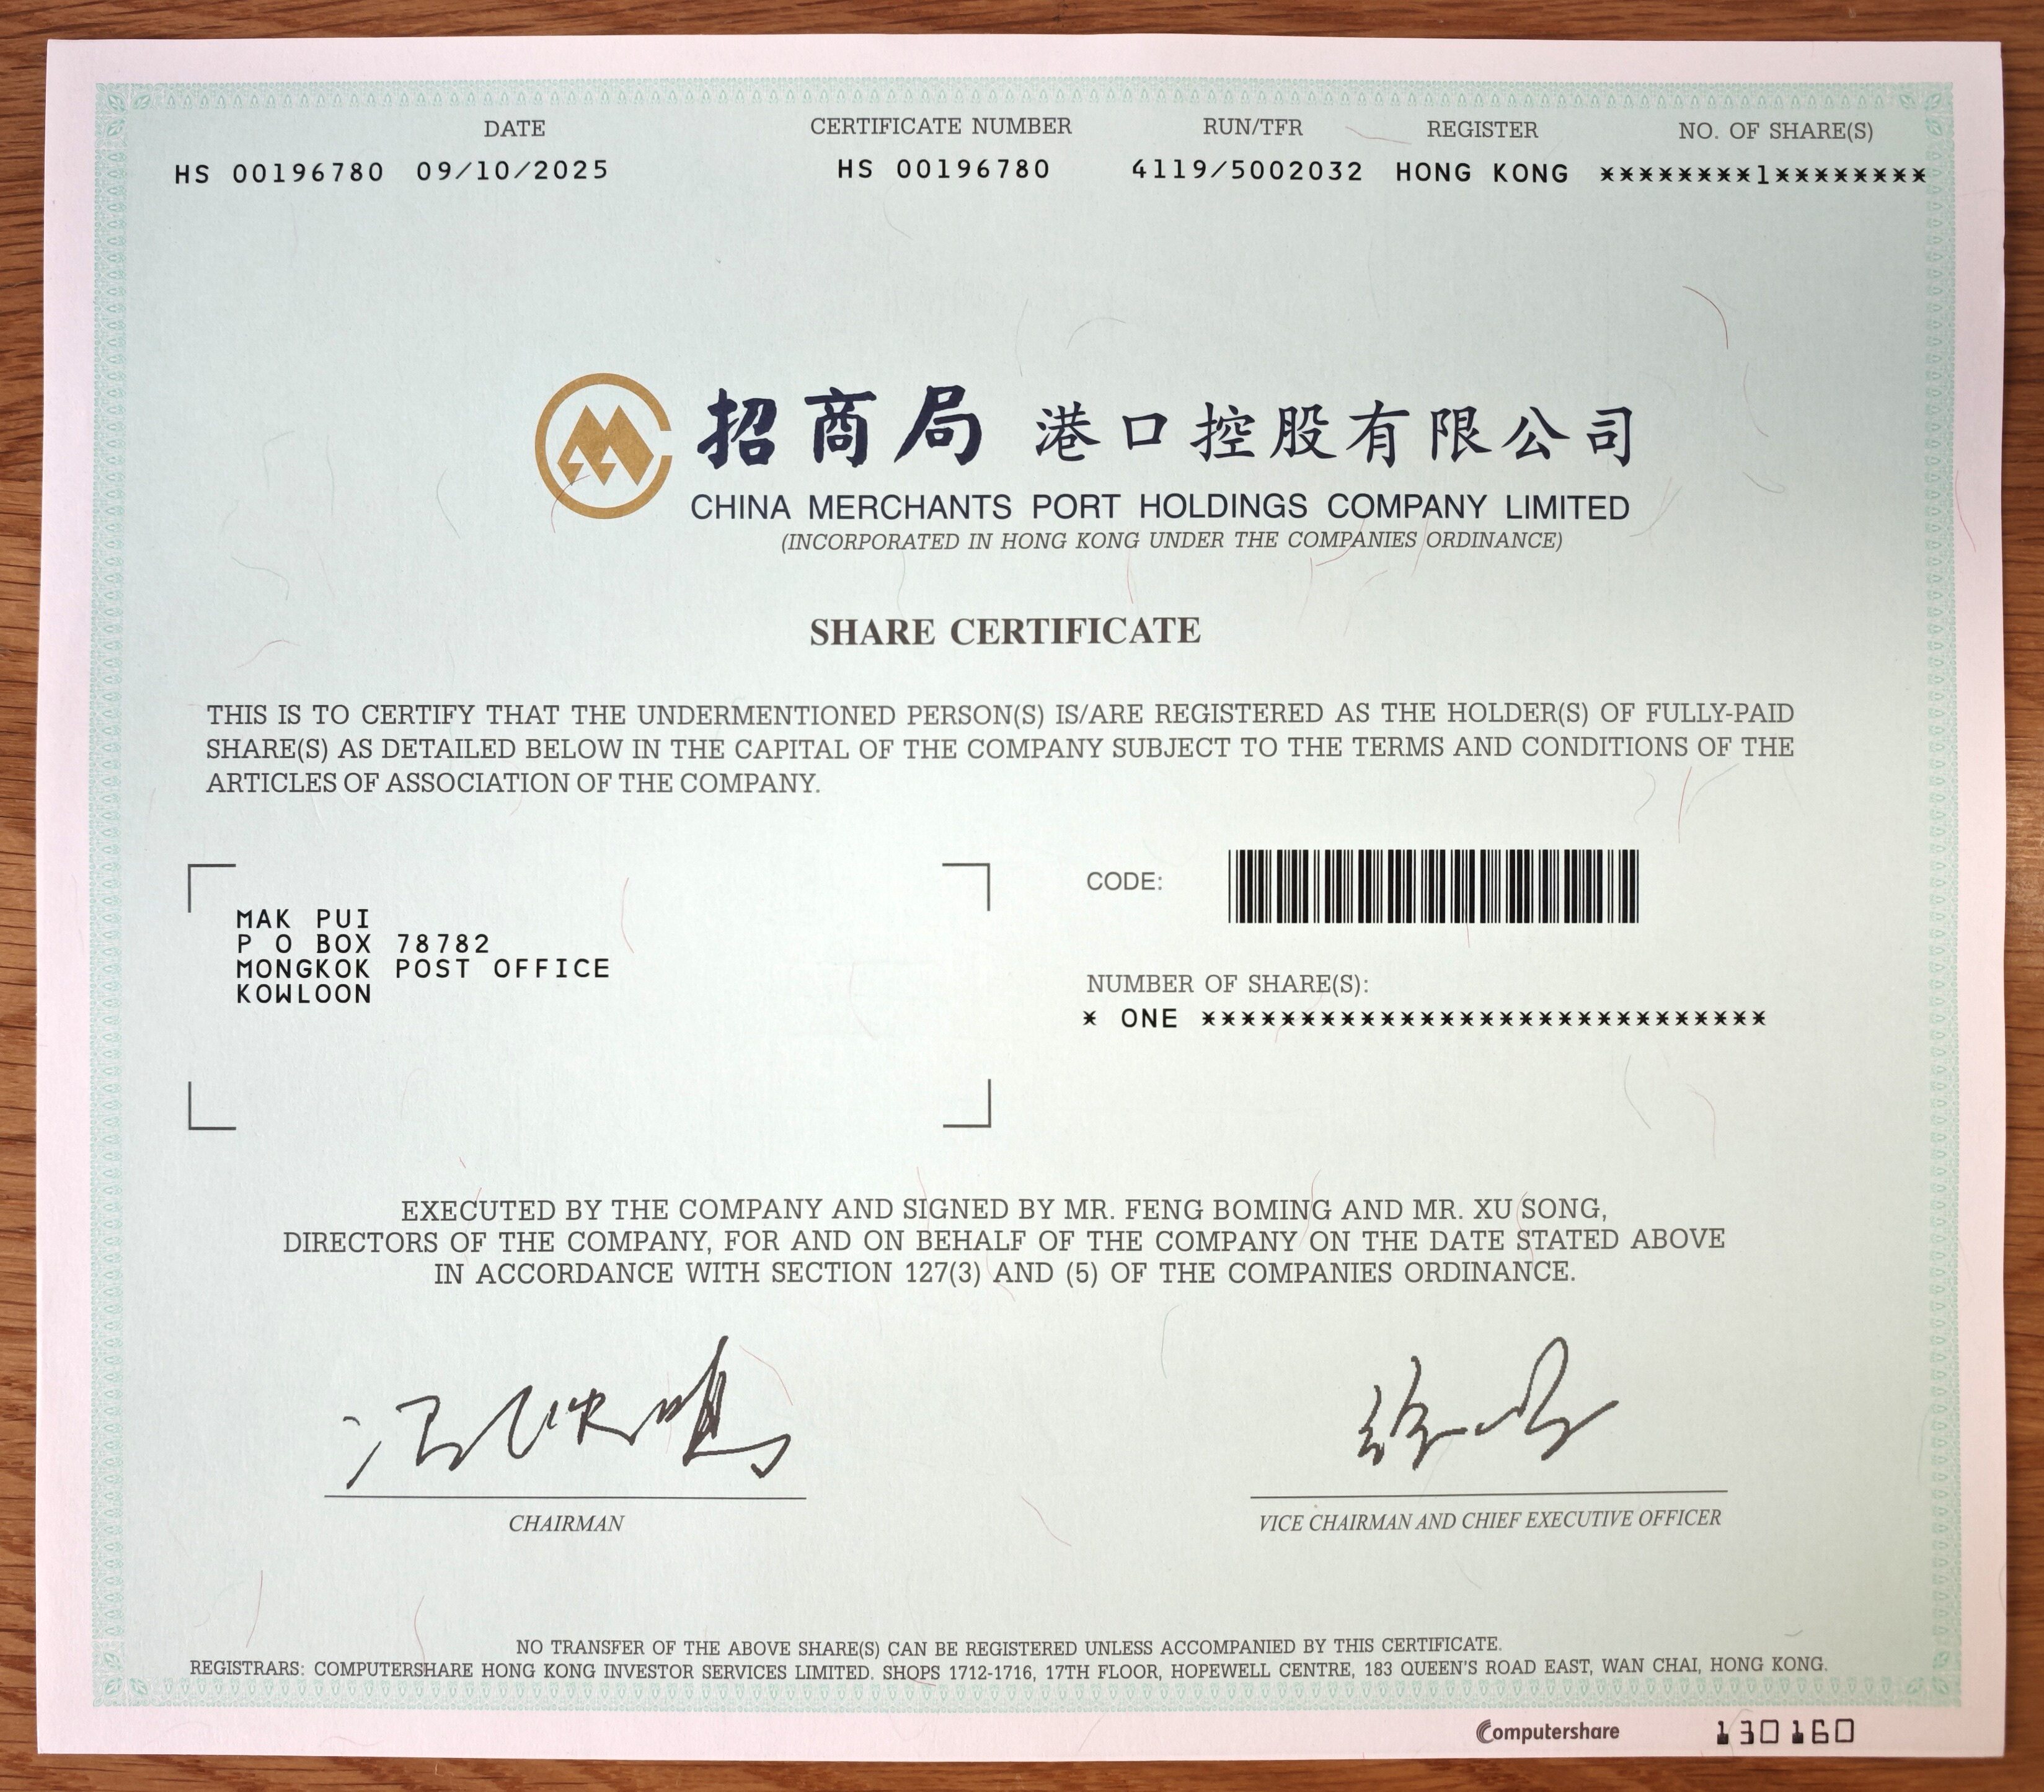 DATE CERTIFICATE NUMBER RUN/TFR REGISTER NO. OF SHARE(S)
HS 00196780 09/10/2025 HS 00196780 4119/5002032 HONG KONG ********1********
招商局 港口控股有限公司
CHINA MERCHANTS PORT HOLDINGS COMPANY LIMITED
(INCORPORATED IN HONG KONG UNDER THE COMPANIES ORDINANCE)
SHARE CERTIFICATE
THIS IS TO CERTIFY THAT THE UNDERMENTIONED PERSON(S) IS/ARE REGISTERED AS THE HOLDER(S) OF FULLY-PAID
SHARE(S) AS DETAILED BELOW IN THE CAPITAL OF THE COMPANY SUBJECT TO THE TERMS AND CONDITIONS OF THE
ARTICLES OF ASSOCIATION OF THE COMPANY.
MAK PUI
P O BOX 78782
MONGKOK POST OFFICE
KOWLOON
CODE:
NUMBER OF SHARE(S):
* ONE *****************************
EXECUTED BY THE COMPANY AND SIGNED BY MR. FENG BOMING AND MR. XU SONG,
DIRECTORS OF THE COMPANY, FOR AND ON BEHALF OF THE COMPANY ON THE DATE STATED ABOVE
IN ACCORDANCE WITH SECTION 127(3) AND (5) OF THE COMPANIES ORDINANCE.
CHAIRMAN
VICE CHAIRMAN AND CHIEF EXECUTIVE OFFICER
NO TRANSFER OF THE ABOVE SHARE(S) CAN BE REGISTERED UNLESS ACCOMPANIED BY THIS CERTIFICATE.
REGISTRARS: COMPUTERSHARE HONG KONG INVESTOR SERVICES LIMITED. SHOPS 1712-1716, 17TH FLOOR, HOPEWELL CENTRE, 183 QUEEN'S ROAD EAST, WAN CHAI, HONG KONG.
Computershare 130160